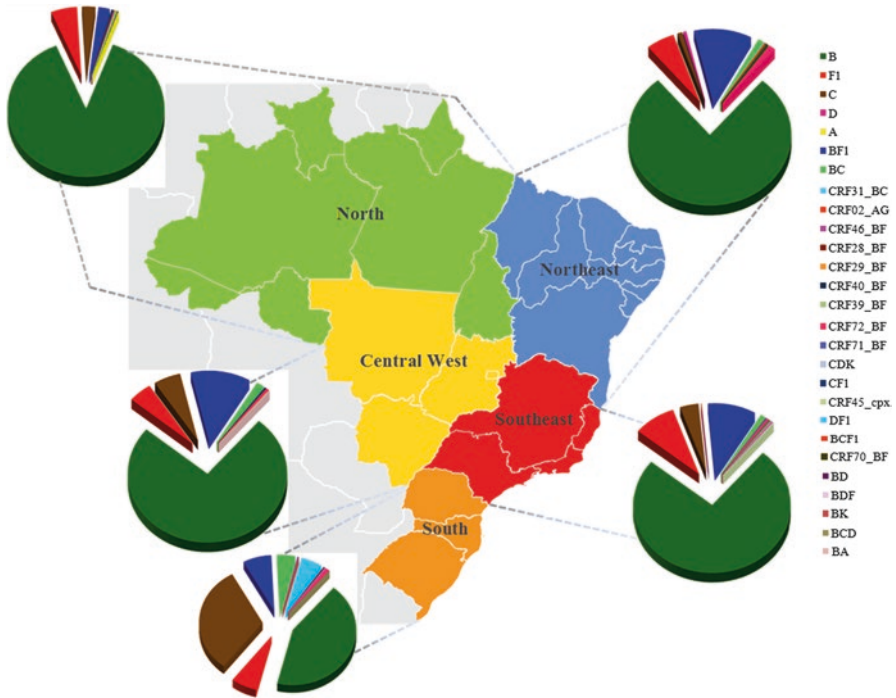 North
Northeast
Central West
Southeast
South
B
F1
C
D
A
BF1
BC
CRF31_BC
CRF02_AG
CRF46_BF
CRF28_BF
CRF29_BF
CRF40_BF
CRF39_BF
CRF72_BF
CRF71_BF
CDK
CF1
CRF45_cpx.
DF1
BCF1
CRF70_BF
BD
BDF
BK
BCD
BA